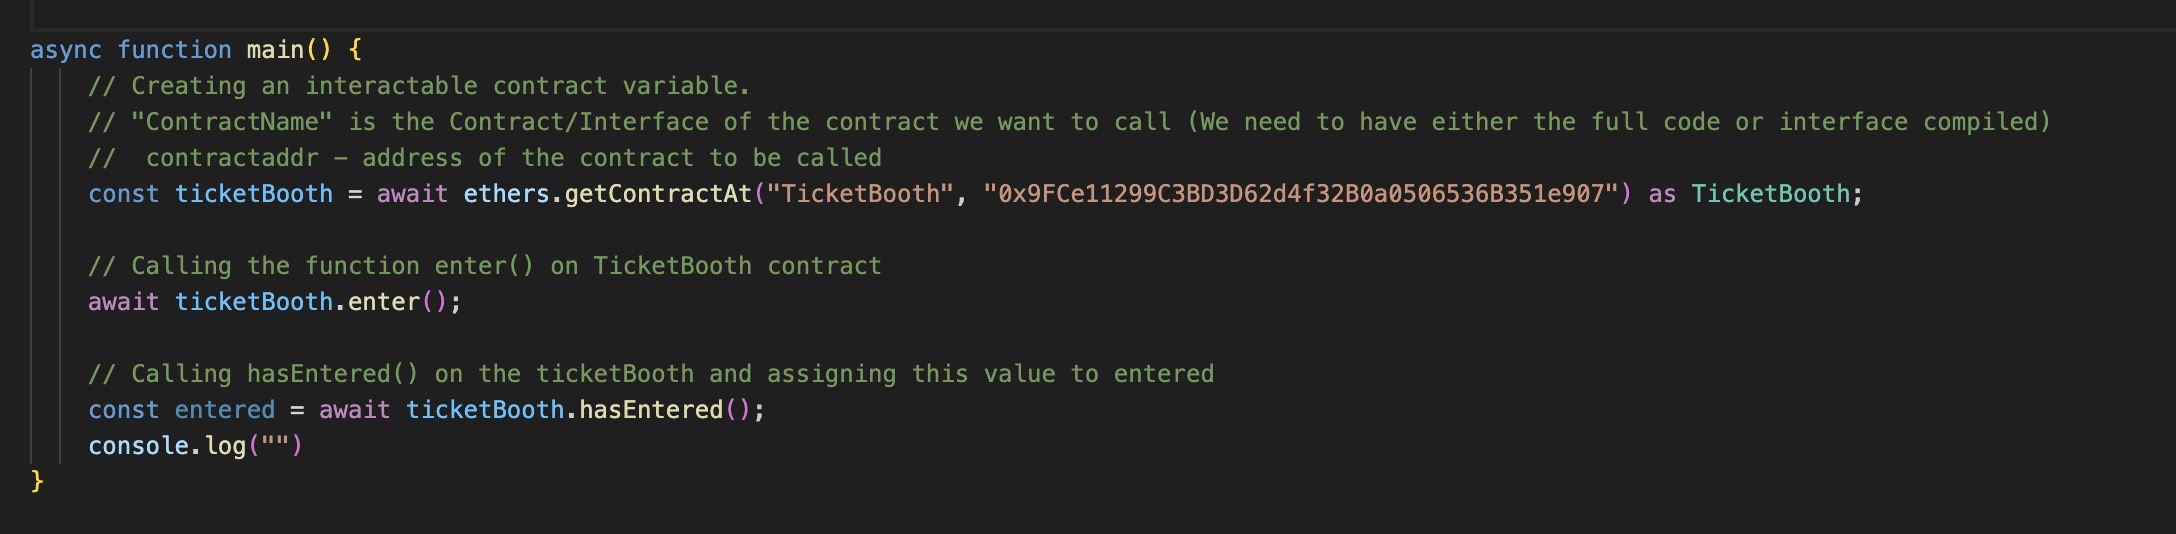 async function main() {
// Creating an interactable contract variable.
// "ContractName" is the Contract/Interface of the contract we want to call (We need to have either the full code or interface compiled)
//  contractaddr – address of the contract to be called
const ticketBooth = await ethers.getContractAt("TicketBooth", "0x9FCe11299C3BD3D62d4f32B0a0506536B351e907") as TicketBooth;
// Calling the function enter() on TicketBooth contract
await ticketBooth.enter();
// Calling hasEntered() on the ticketBooth and assigning this value to entered
const entered = await ticketBooth.hasEntered();
console.log("")
}